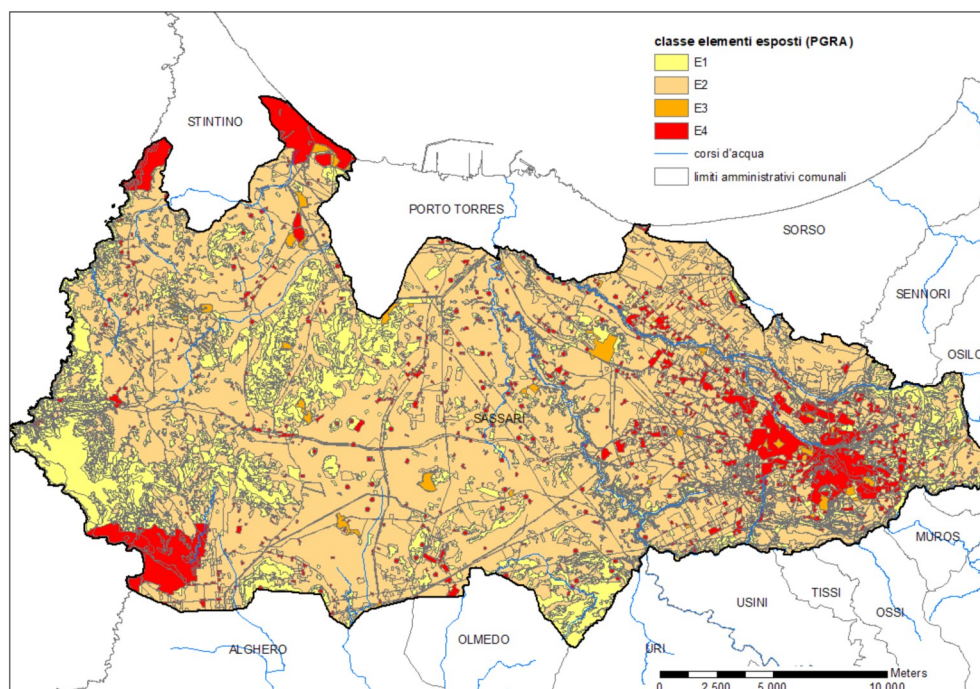 classe elementi esposti (PGRA)
E1
E2
E3
E4
corsi d'acqua
limiti amministrativi comunali
STINTINO
PORTO TORRES
SORSO
SENNORI
OSILO
SASSARI
MUROS
TISSI
USINI
OSSI
OLMEDO
URI
ALGHERO
Meters
0 2.500 5.000 10.000